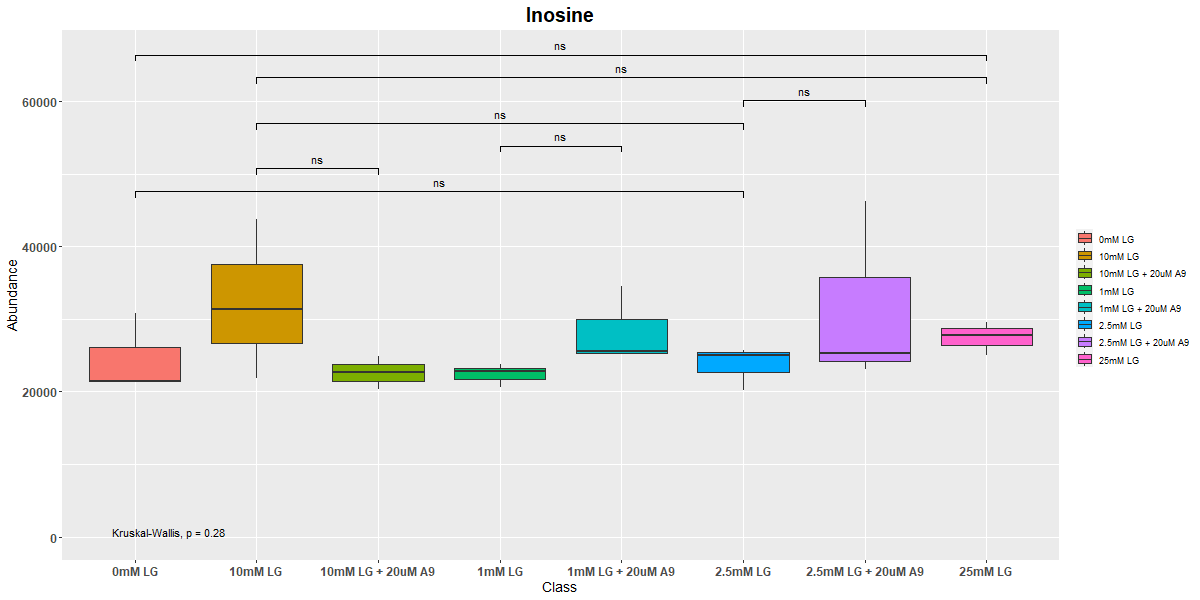 Inosine
ns
ns
ns
ns
ns
ns
ns
60000
40000
20000
0
Abundance
Kruskal-Wallis, p = 0.28
0mM LG
10mM LG
10mM LG + 20uM A9
1mM LG
1mM LG + 20uM A9
2.5mM LG
2.5mM LG + 20uM A9
25mM LG
Class
0mM LG
10mM LG
10mM LG + 20uM A9
1mM LG
1mM LG + 20uM A9
2.5mM LG
2.5mM LG + 20uM A9
25mM LG